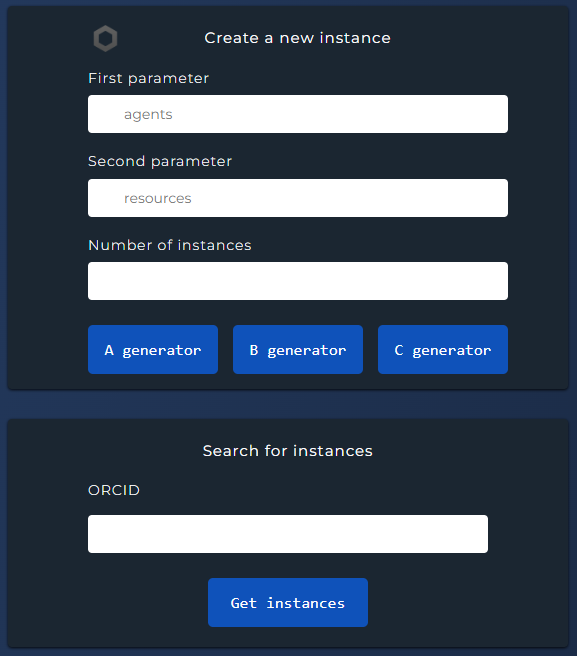 Create a new instance
First parameter
agents
Second parameter
resources
Number of instances
A generator B generator C generator
Search for instances
ORCID
Get instances